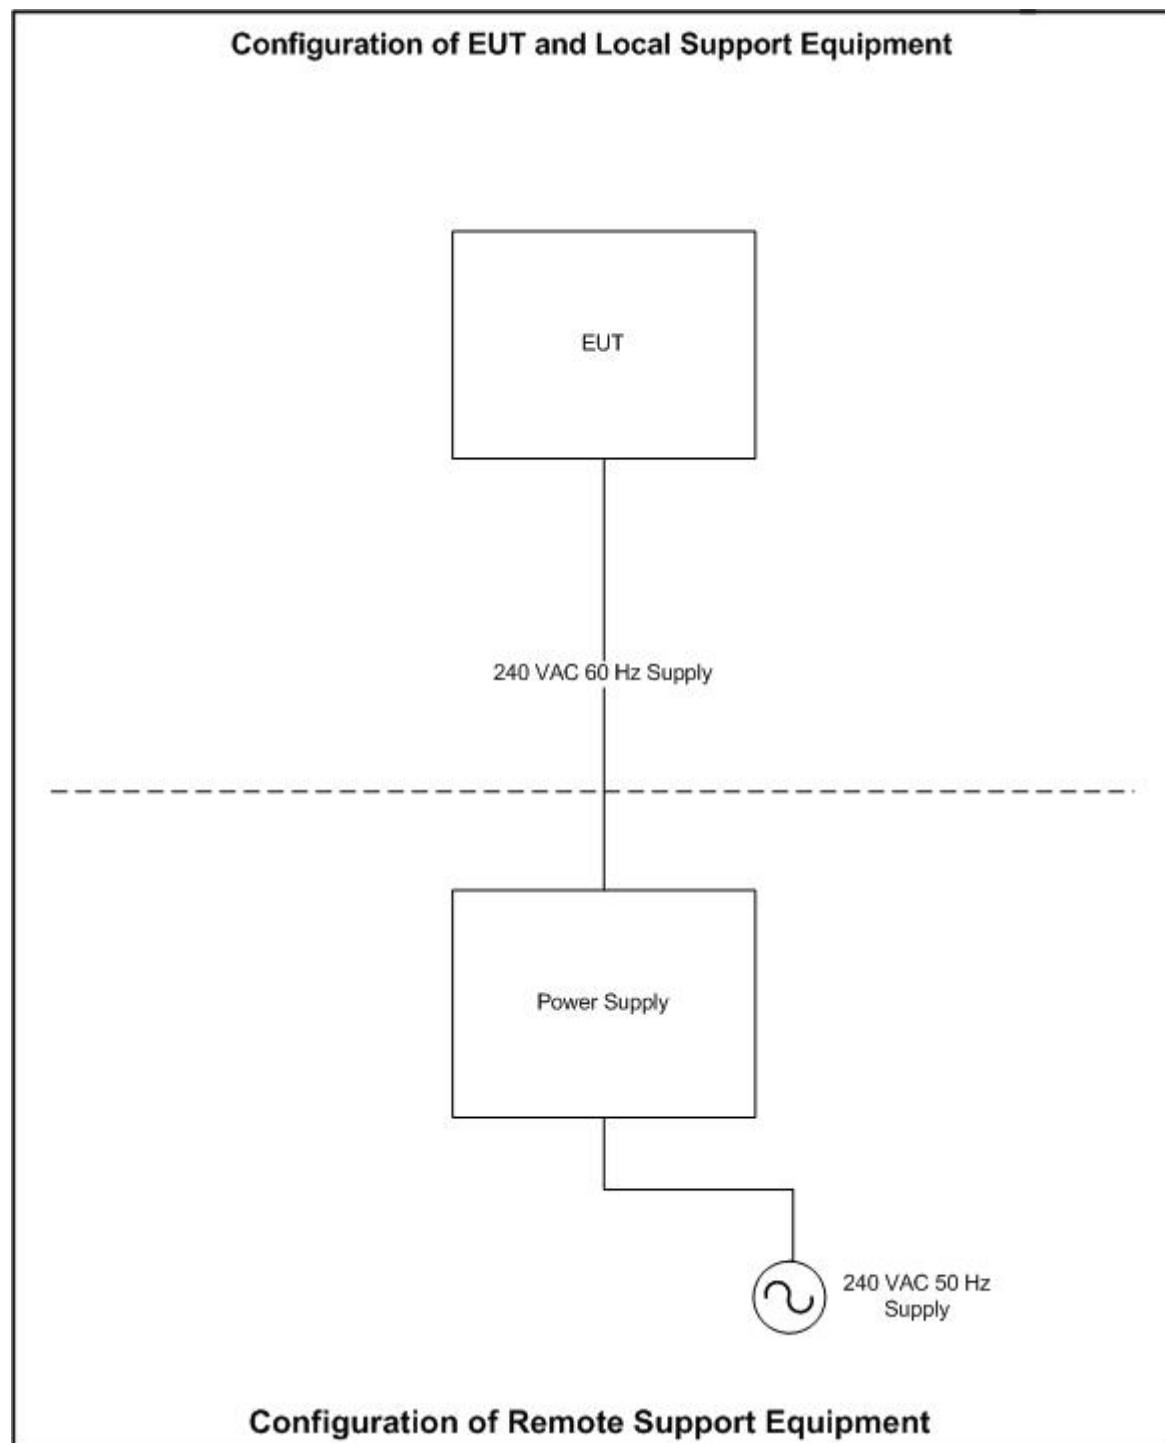 Configuration of EUT and Local Support Equipment
EUT
240 VAC 60 Hz Supply
Power Supply
240 VAC 50 Hz
Supply
Configuration of Remote Support Equipment